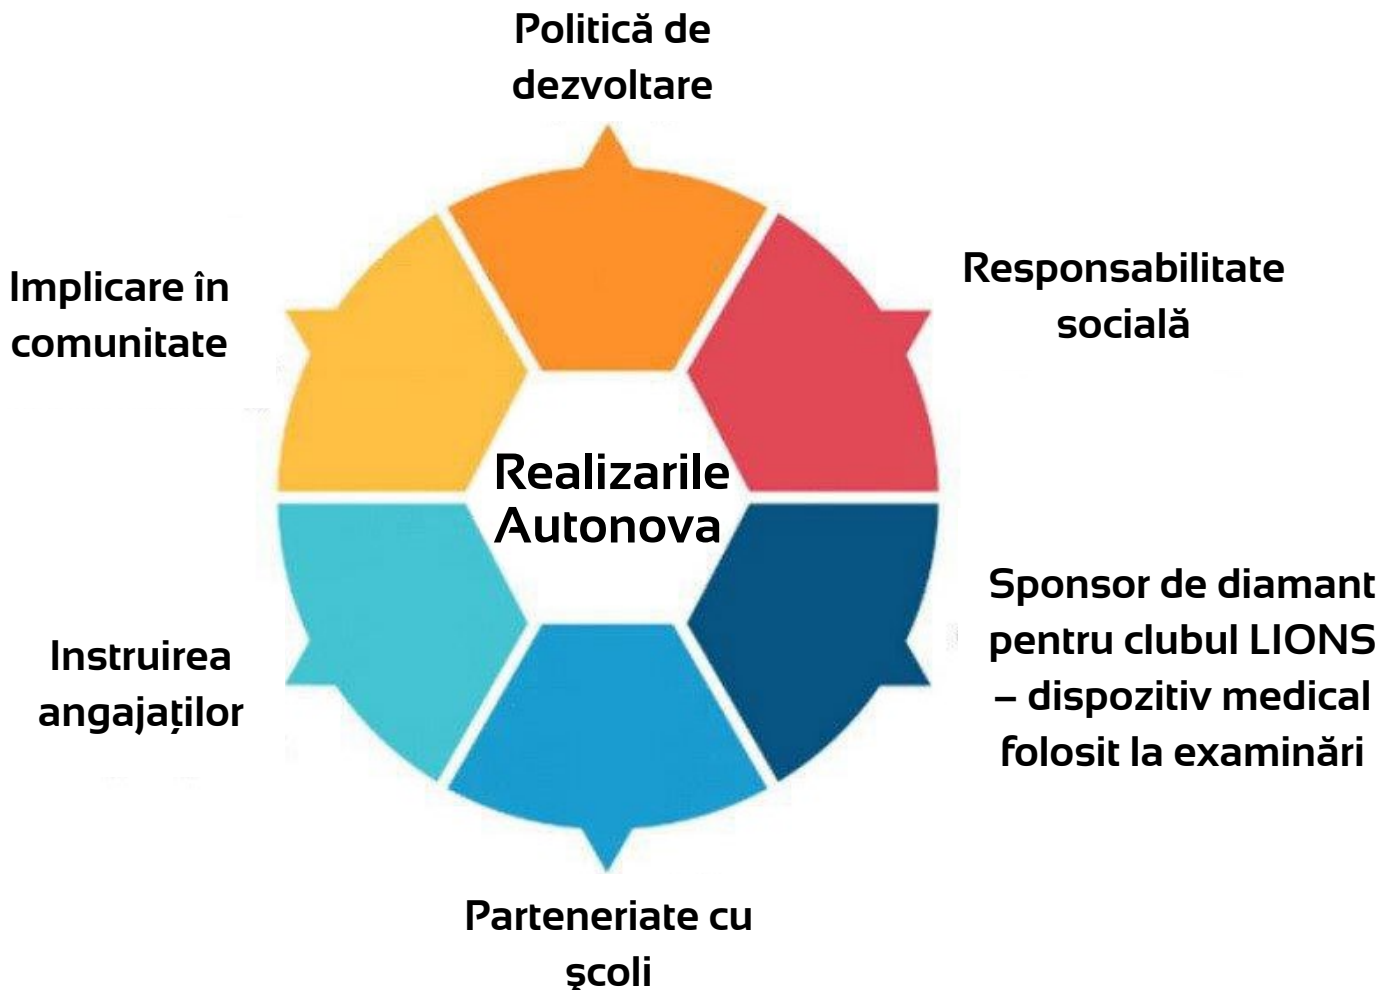 Politică de
dezvoltare
Responsabilitate
socială
Implicare în
comunitate
Realizarile
Autonova
Sponsor de diamant
pentru clubul LIONS
– dispozitiv medical
folosit la examinări
Instruirea
angajaților
Parteneriate cu
şcoli